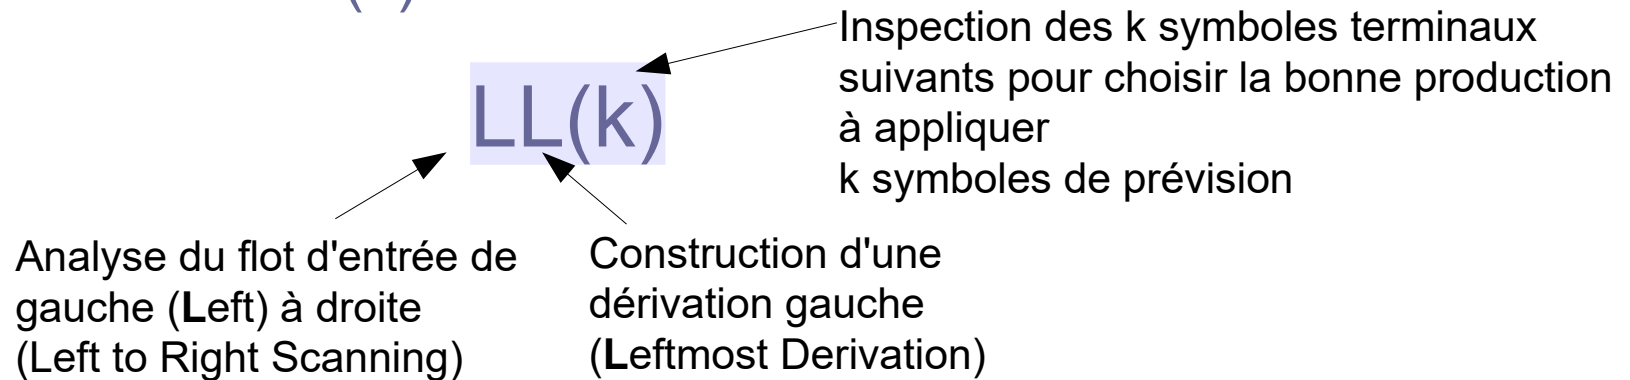 Inspection des k symboles terminaux
suivants pour choisir la bonne production
à appliquer
k symboles de prévision
LL(k)
Analyse du flot d'entrée de
gauche (Left) à droite
(Left to Right Scanning)
Construction d'une
dérivation gauche
(Leftmost Derivation)